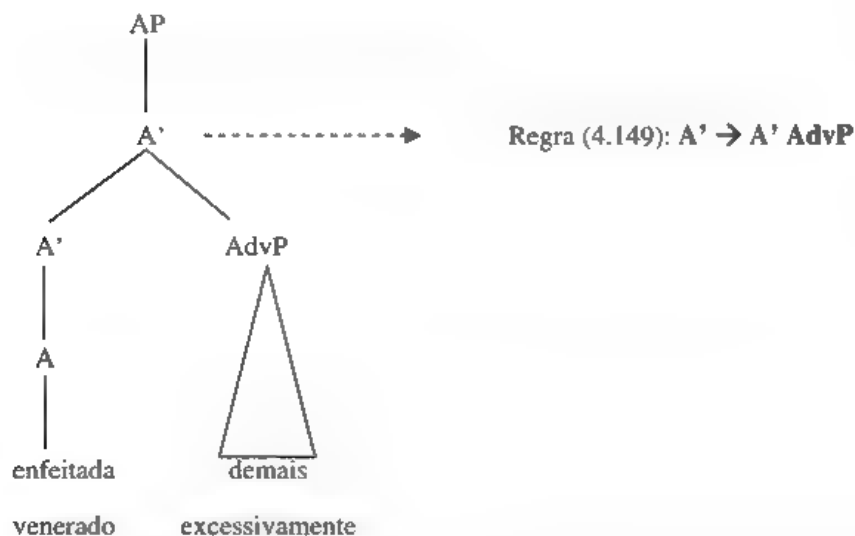 AP
A’ Regra (4.149): A’ → A’ AdvP
A’ AdvP
A
enfeitada demais
venerado excessivamente